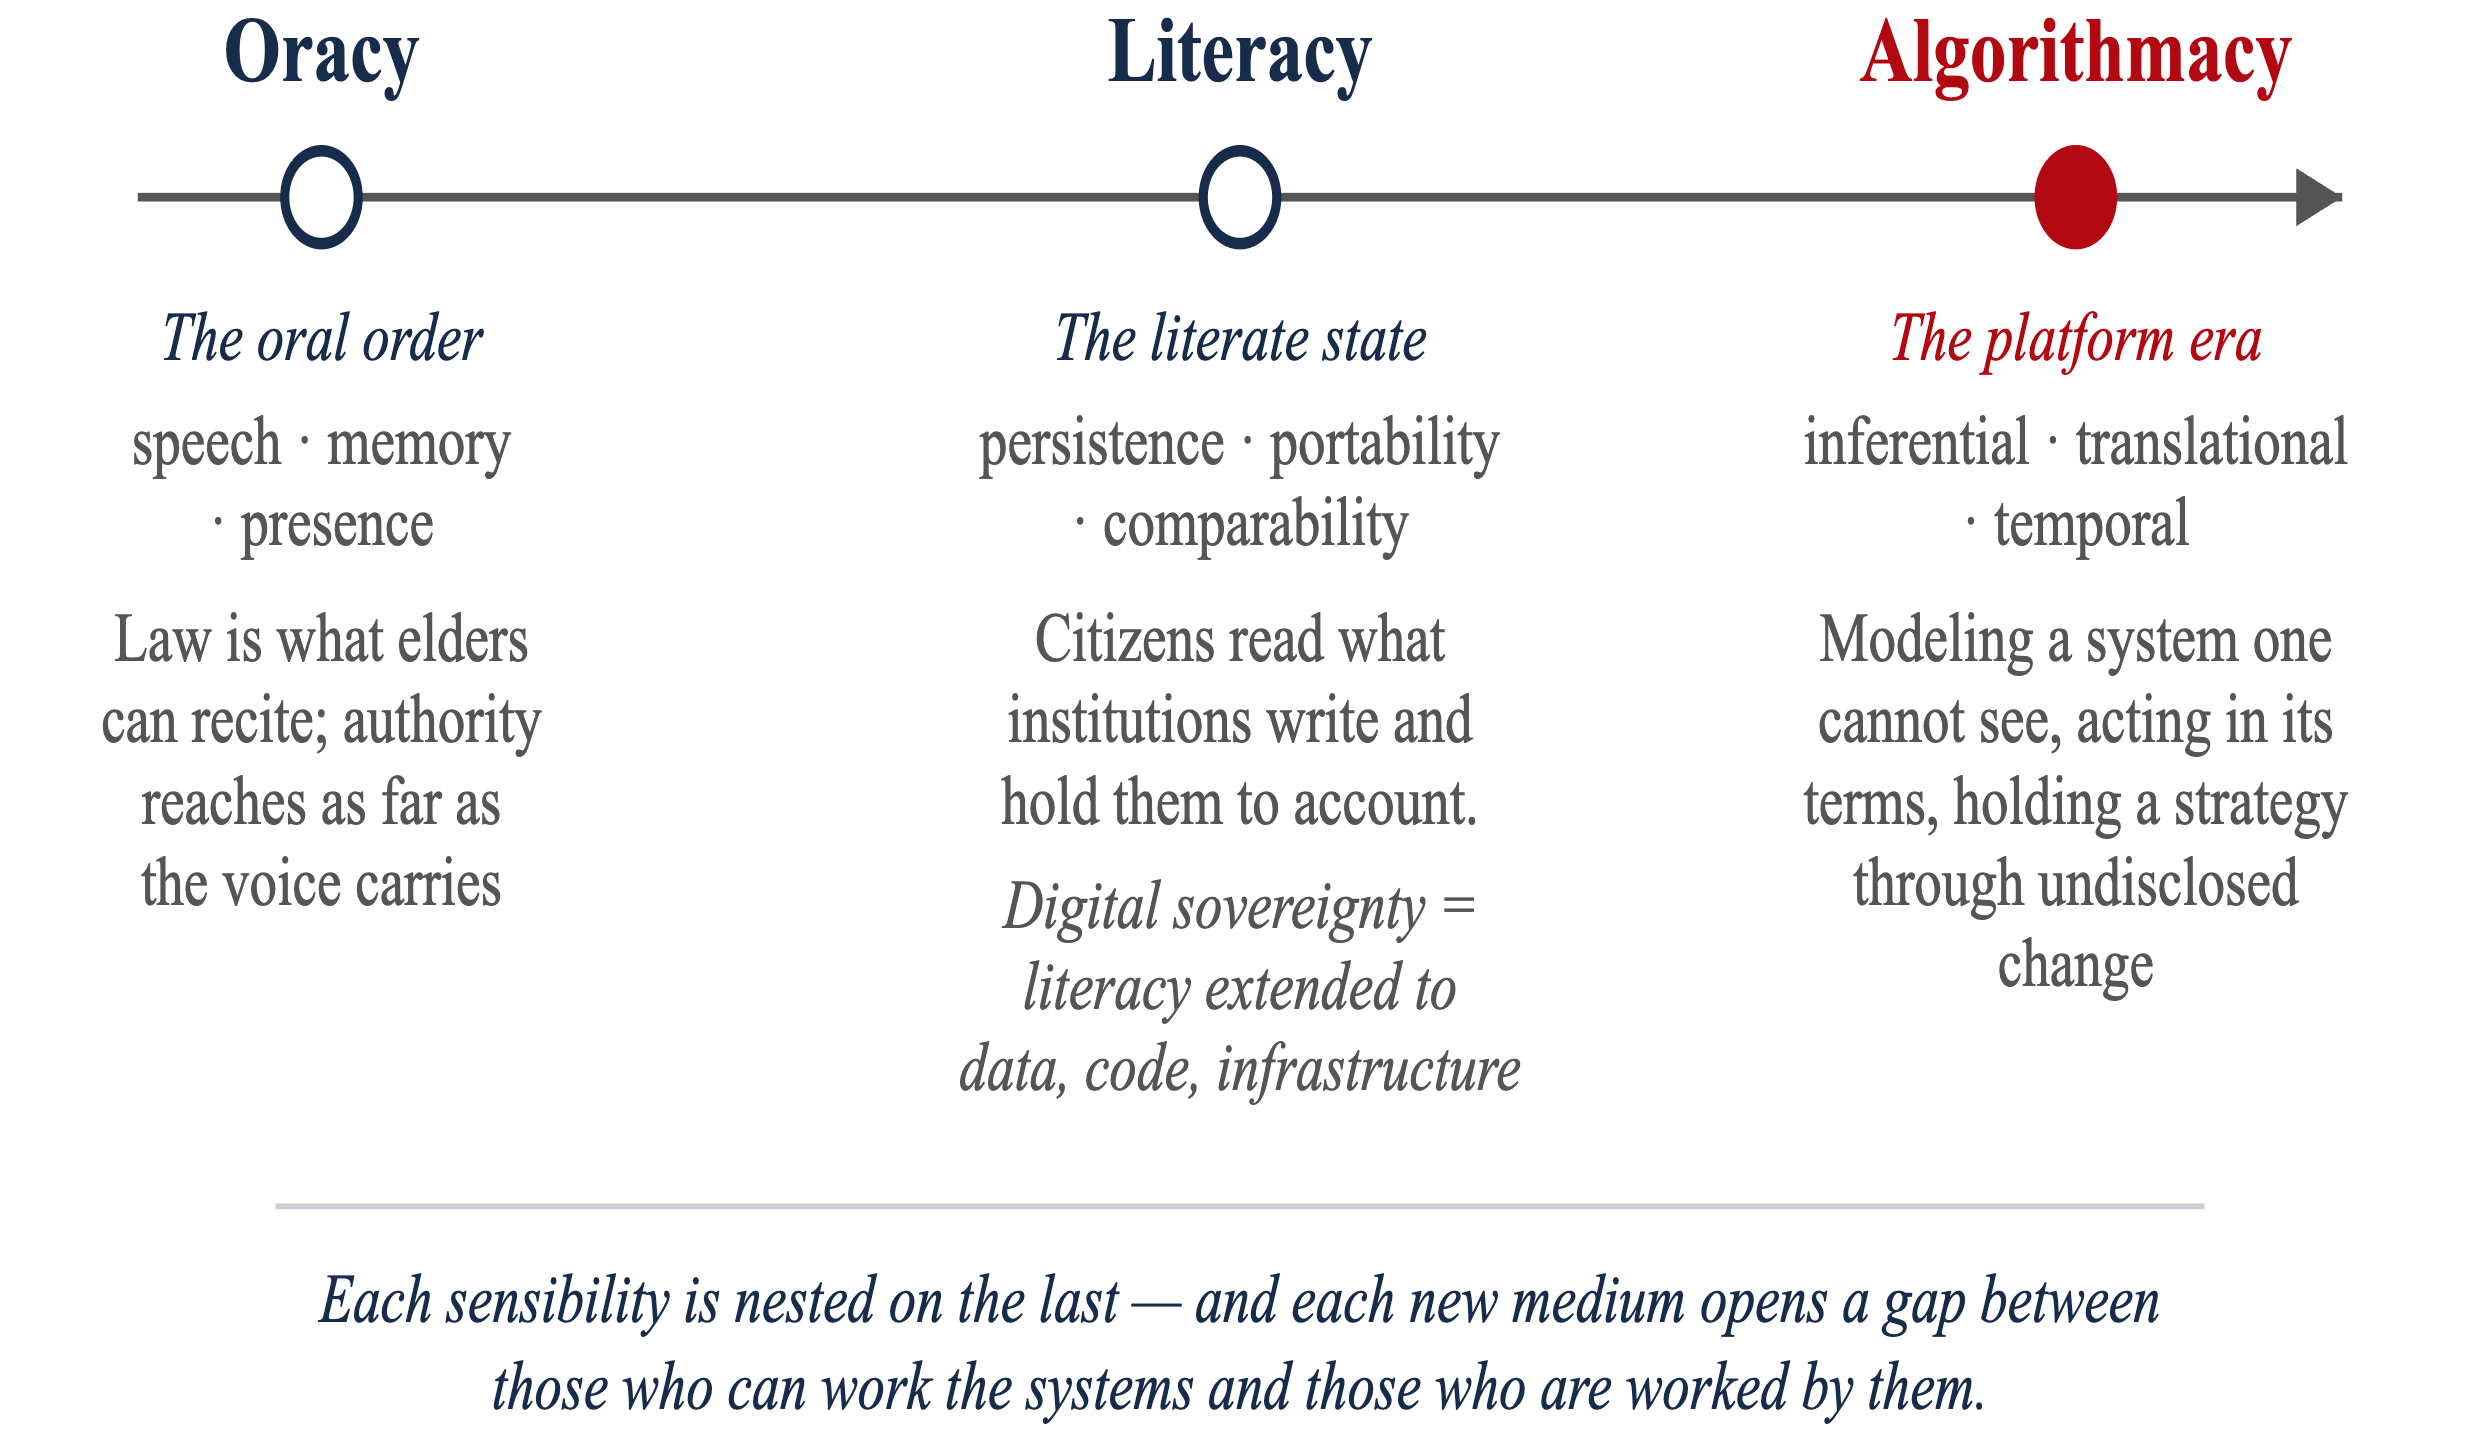 Oracy
Literacy
Algorithmacy
The oral order
speech · memory
· presence
Law is what elders
can recite; authority
reaches as far as
the voice carries
The literate state
persistence · portability
· comparability
Citizens read what
institutions write and
hold them to account.
Digital sovereignty =
literacy extended to
data, code, infrastructure
The platform era
inferential · translational
· temporal
Modeling a system one
cannot see, acting in its
terms, holding a strategy
through undisclosed
change
Each sensibility is nested on the last — and each new medium opens a gap between
those who can work the systems and those who are worked by them.